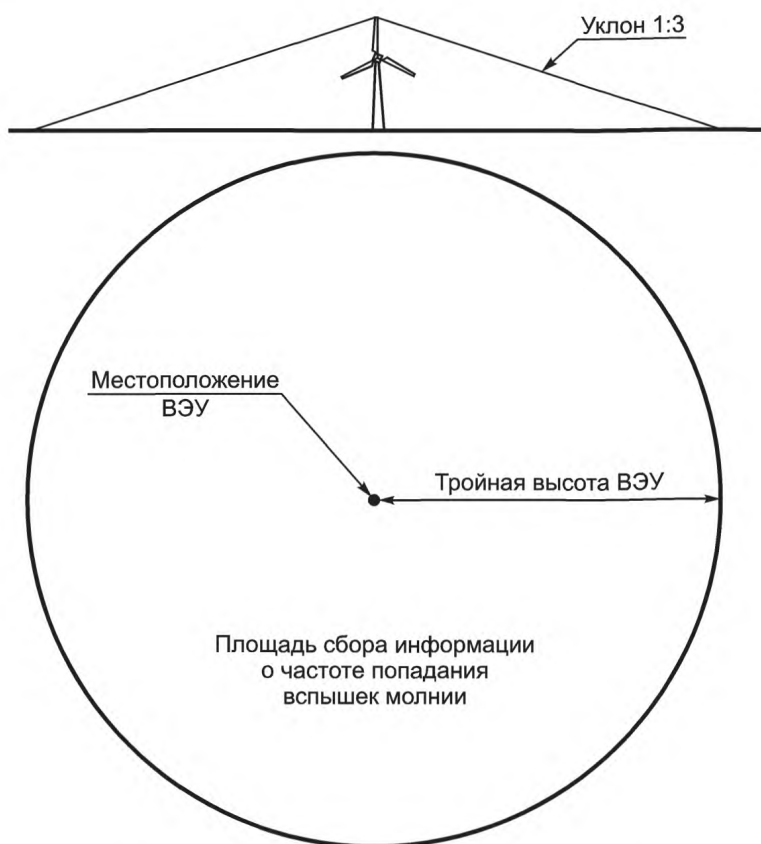 Уклон 1:3
Местоположение
ВЭУ
Тройная высота ВЭУ
Площадь сбора информации
о частоте попадания
вспышек молнии